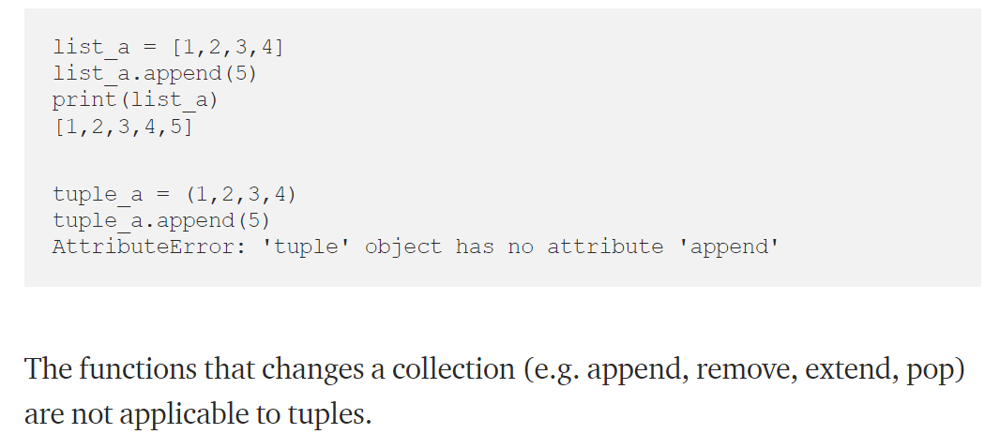 list_a = [1,2,3,4]
list_a.append(5)
print(list_a)
[1,2,3,4,5]
tuple_a = (1,2,3,4)
tuple_a.append(5)
AttributeError: 'tuple' object has no attribute 'append'
The functions that changes a collection (e.g. append, remove, extend, pop)
are not applicable to tuples.